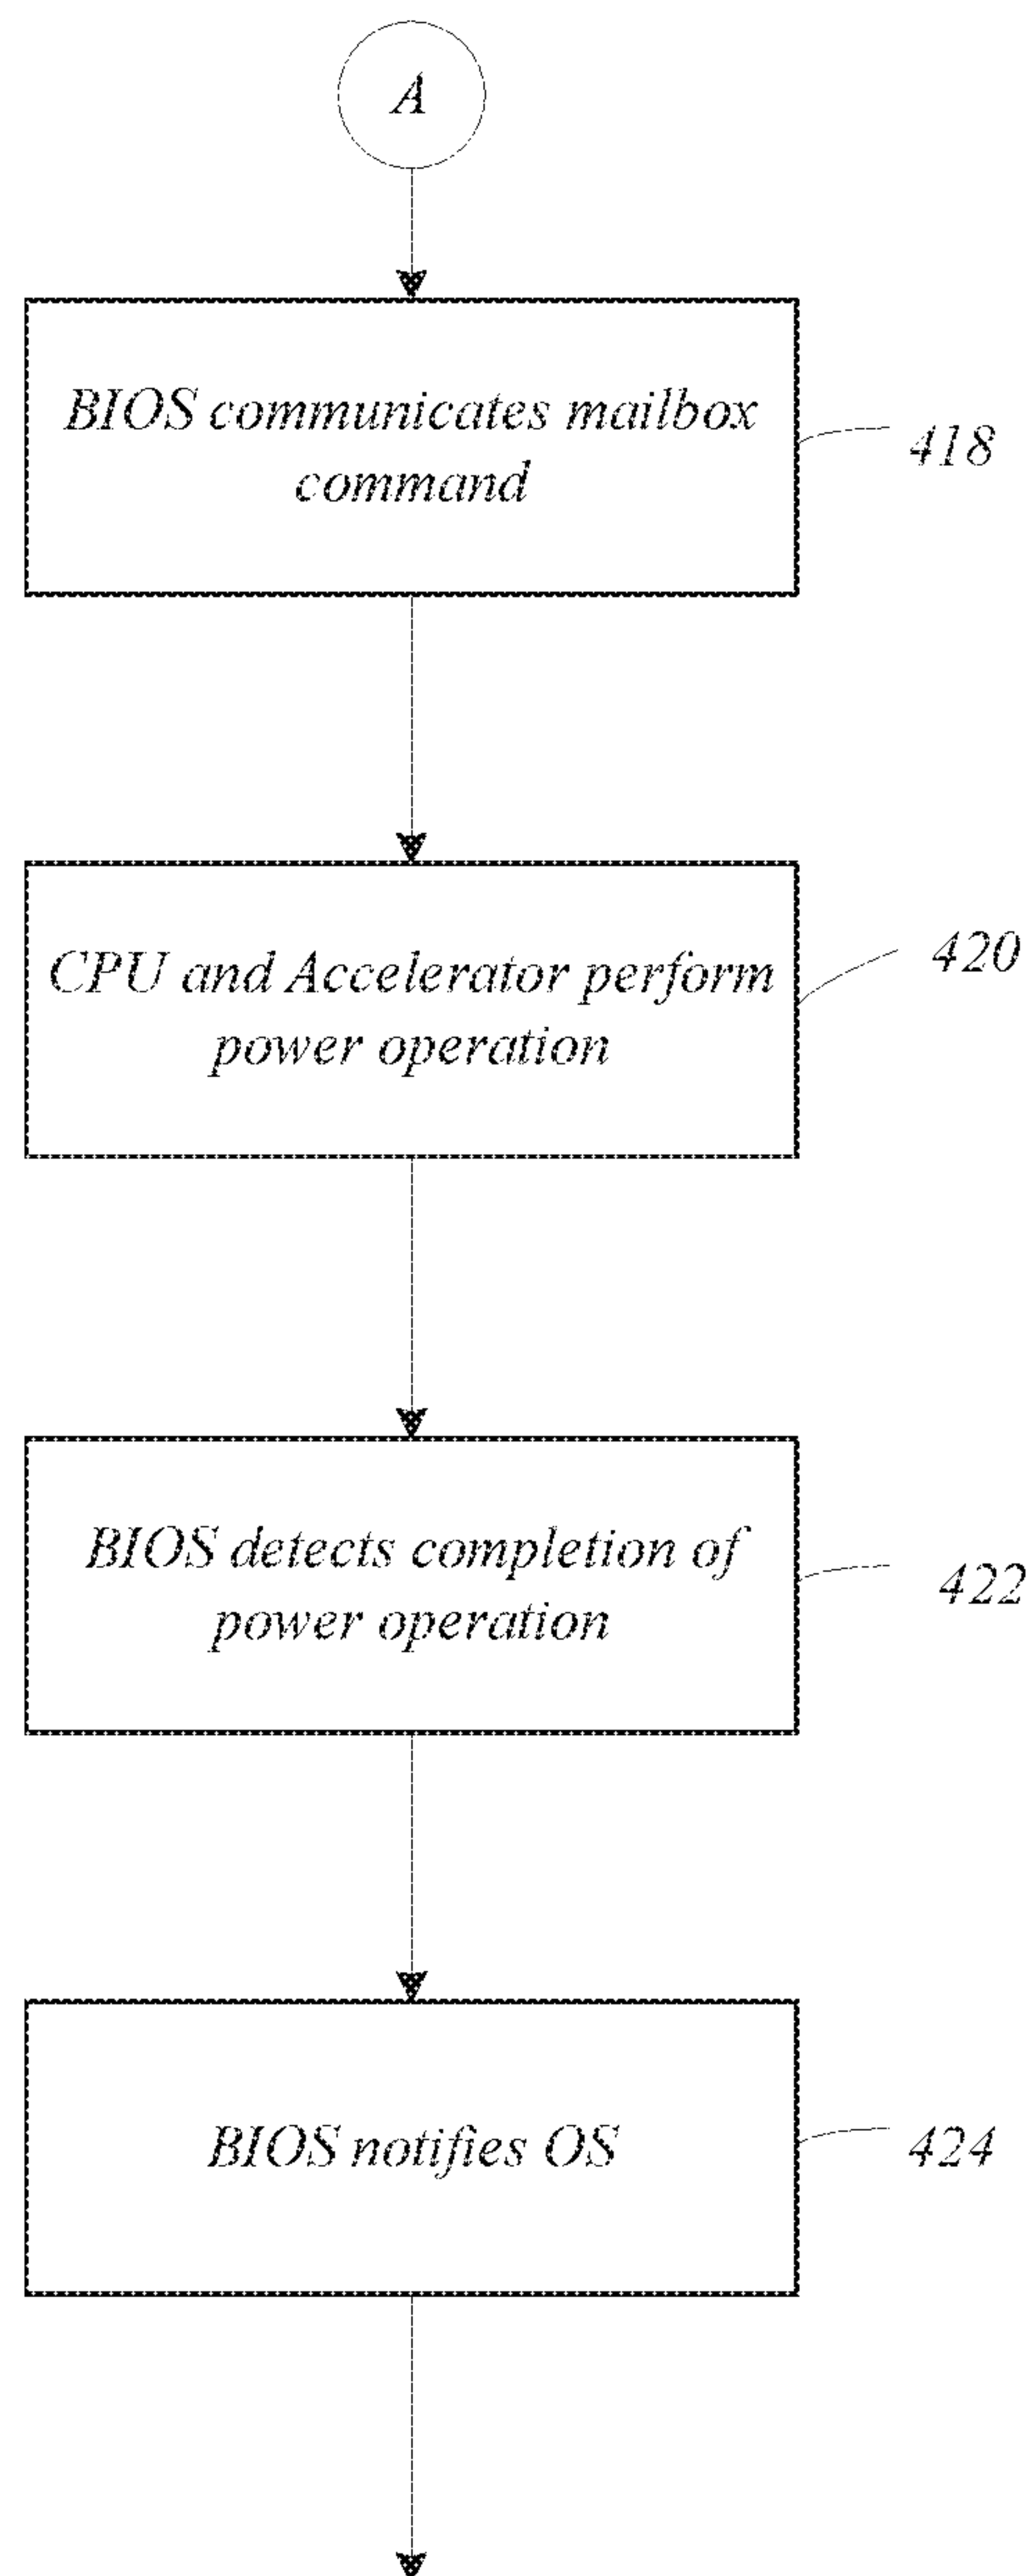 A
BIOS communicates mailbox
command
418
CPU and Accelerator perform
power operation
420
BIOS detects completion of
power operation
422
BIOS notifies OS
424